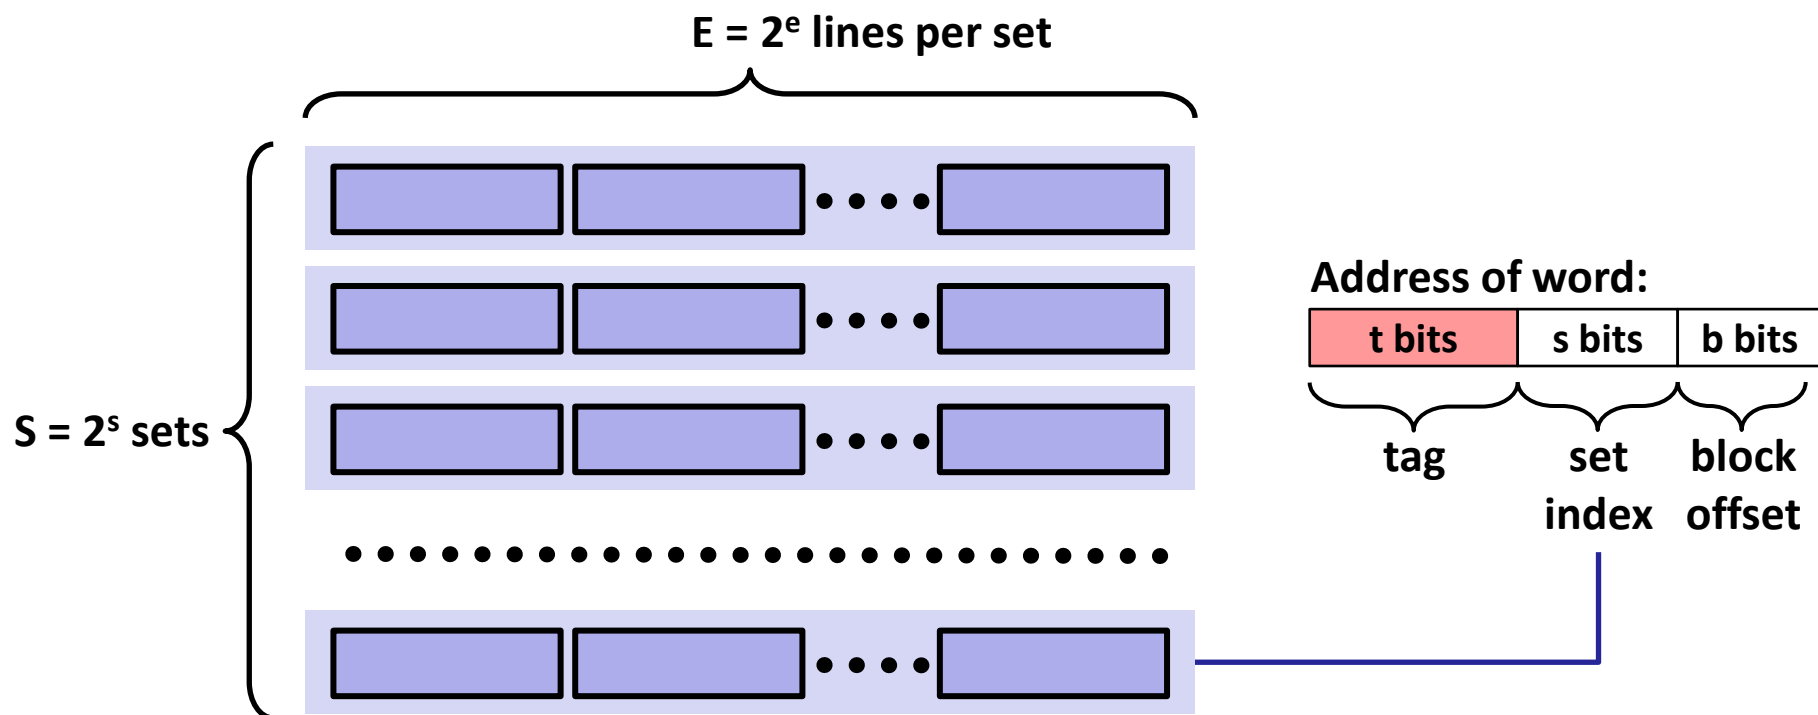 E = 2ᵉ lines per set
S = 2ˢ sets
Address of word:
t bits s bits b bits
tag set block
index offset